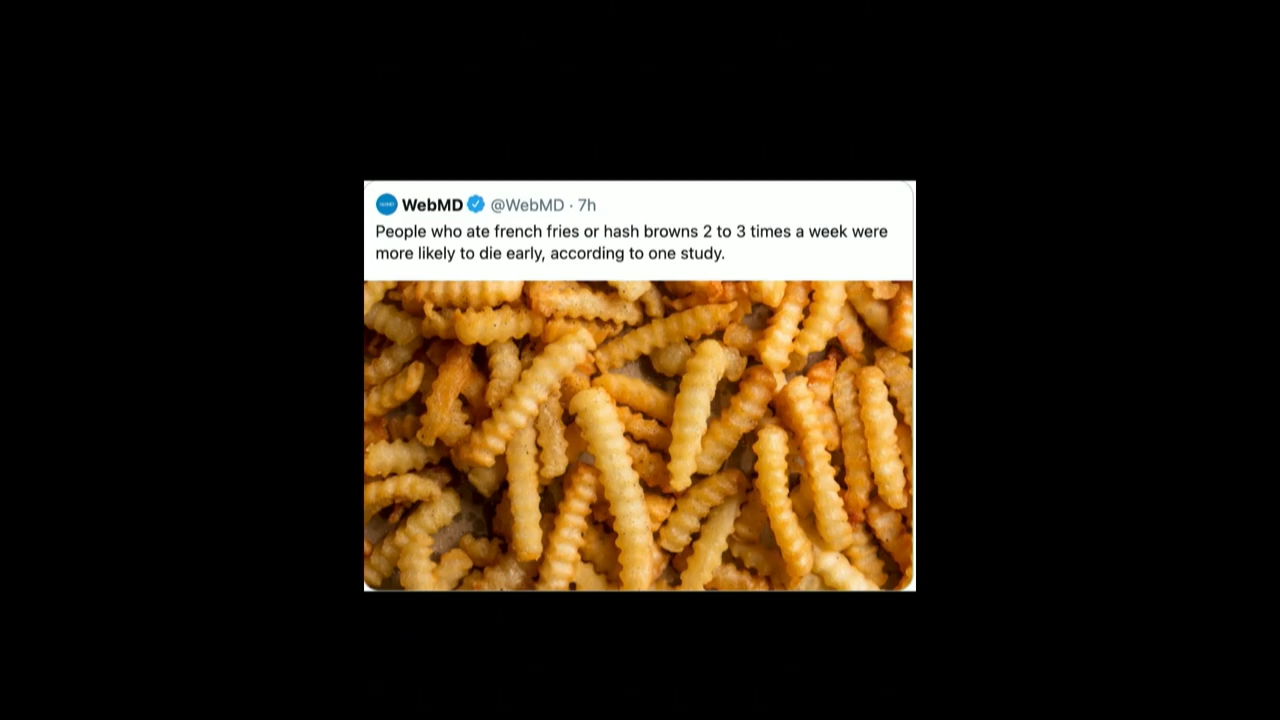 WebMD @WebMD · 7h
People who ate french fries or hash browns 2 to 3 times a week were
more likely to die early, according to one study.